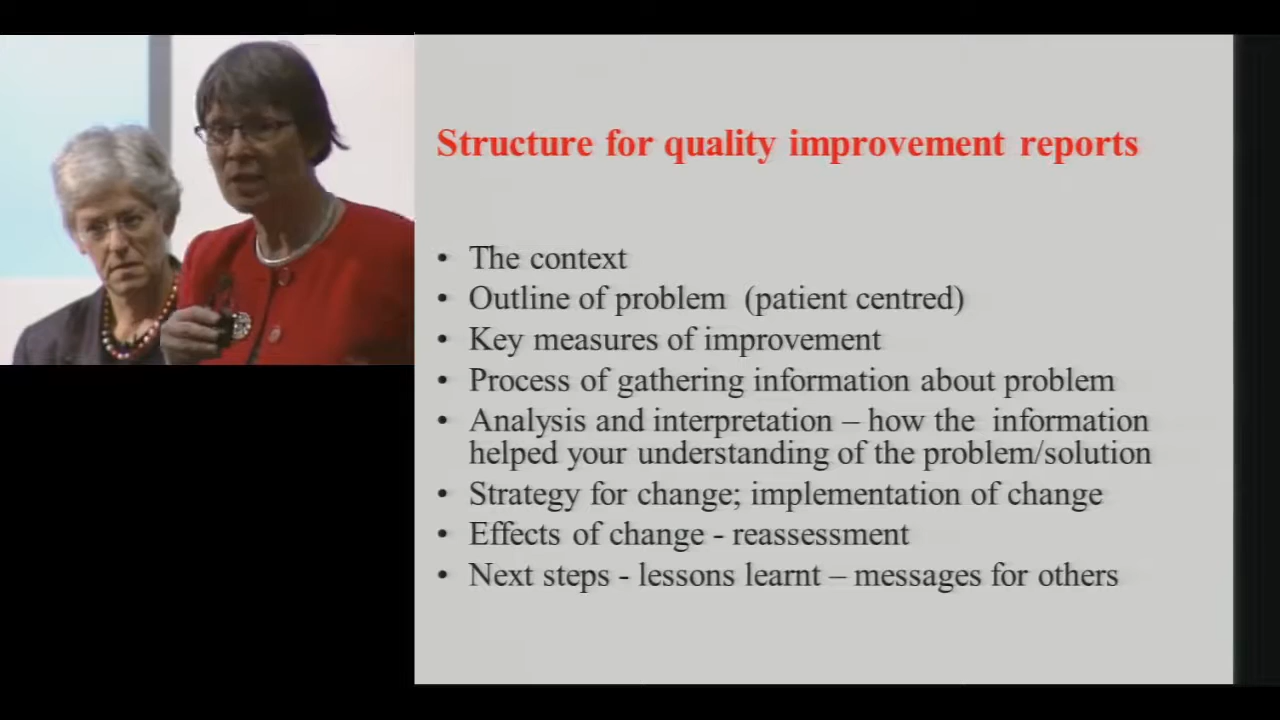 Structure for quality improvement reports
• The context
• Outline of problem (patient centred)
• Key measures of improvement
• Process of gathering information about problem
• Analysis and interpretation – how the information
helped your understanding of the problem/solution
• Strategy for change; implementation of change
• Effects of change - reassessment
• Next steps - lessons learnt – messages for others